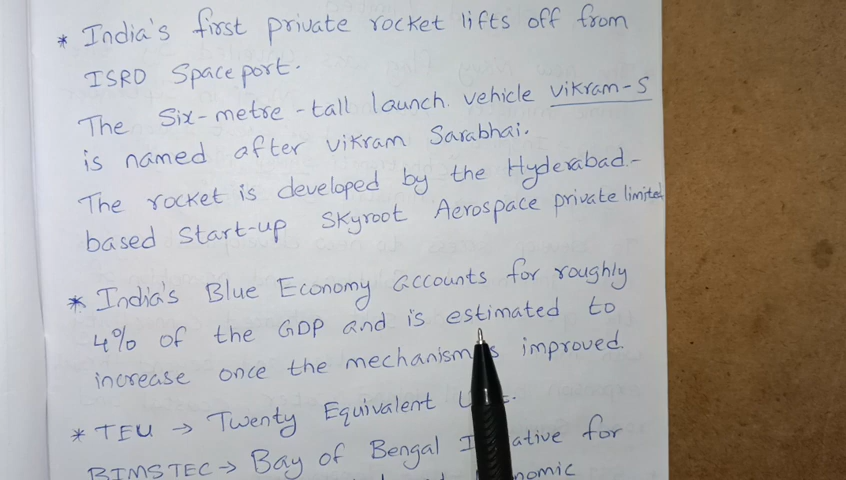 * India's first private rocket lifts off from
ISRO Spaceport.
The Six-metre-tall launch vehicle vikram-S
is named after vikram Sarabhai.
The rocket is developed by the Hyderabad-
based Start-up Skyroot Aerospace private limited
* India's Blue Economy accounts for roughly
4% of the GDP and is estimated to
increase once the mechanisms improved.
* TEU → Twenty Equivalent
BIMSTEC → Bay of Bengal for